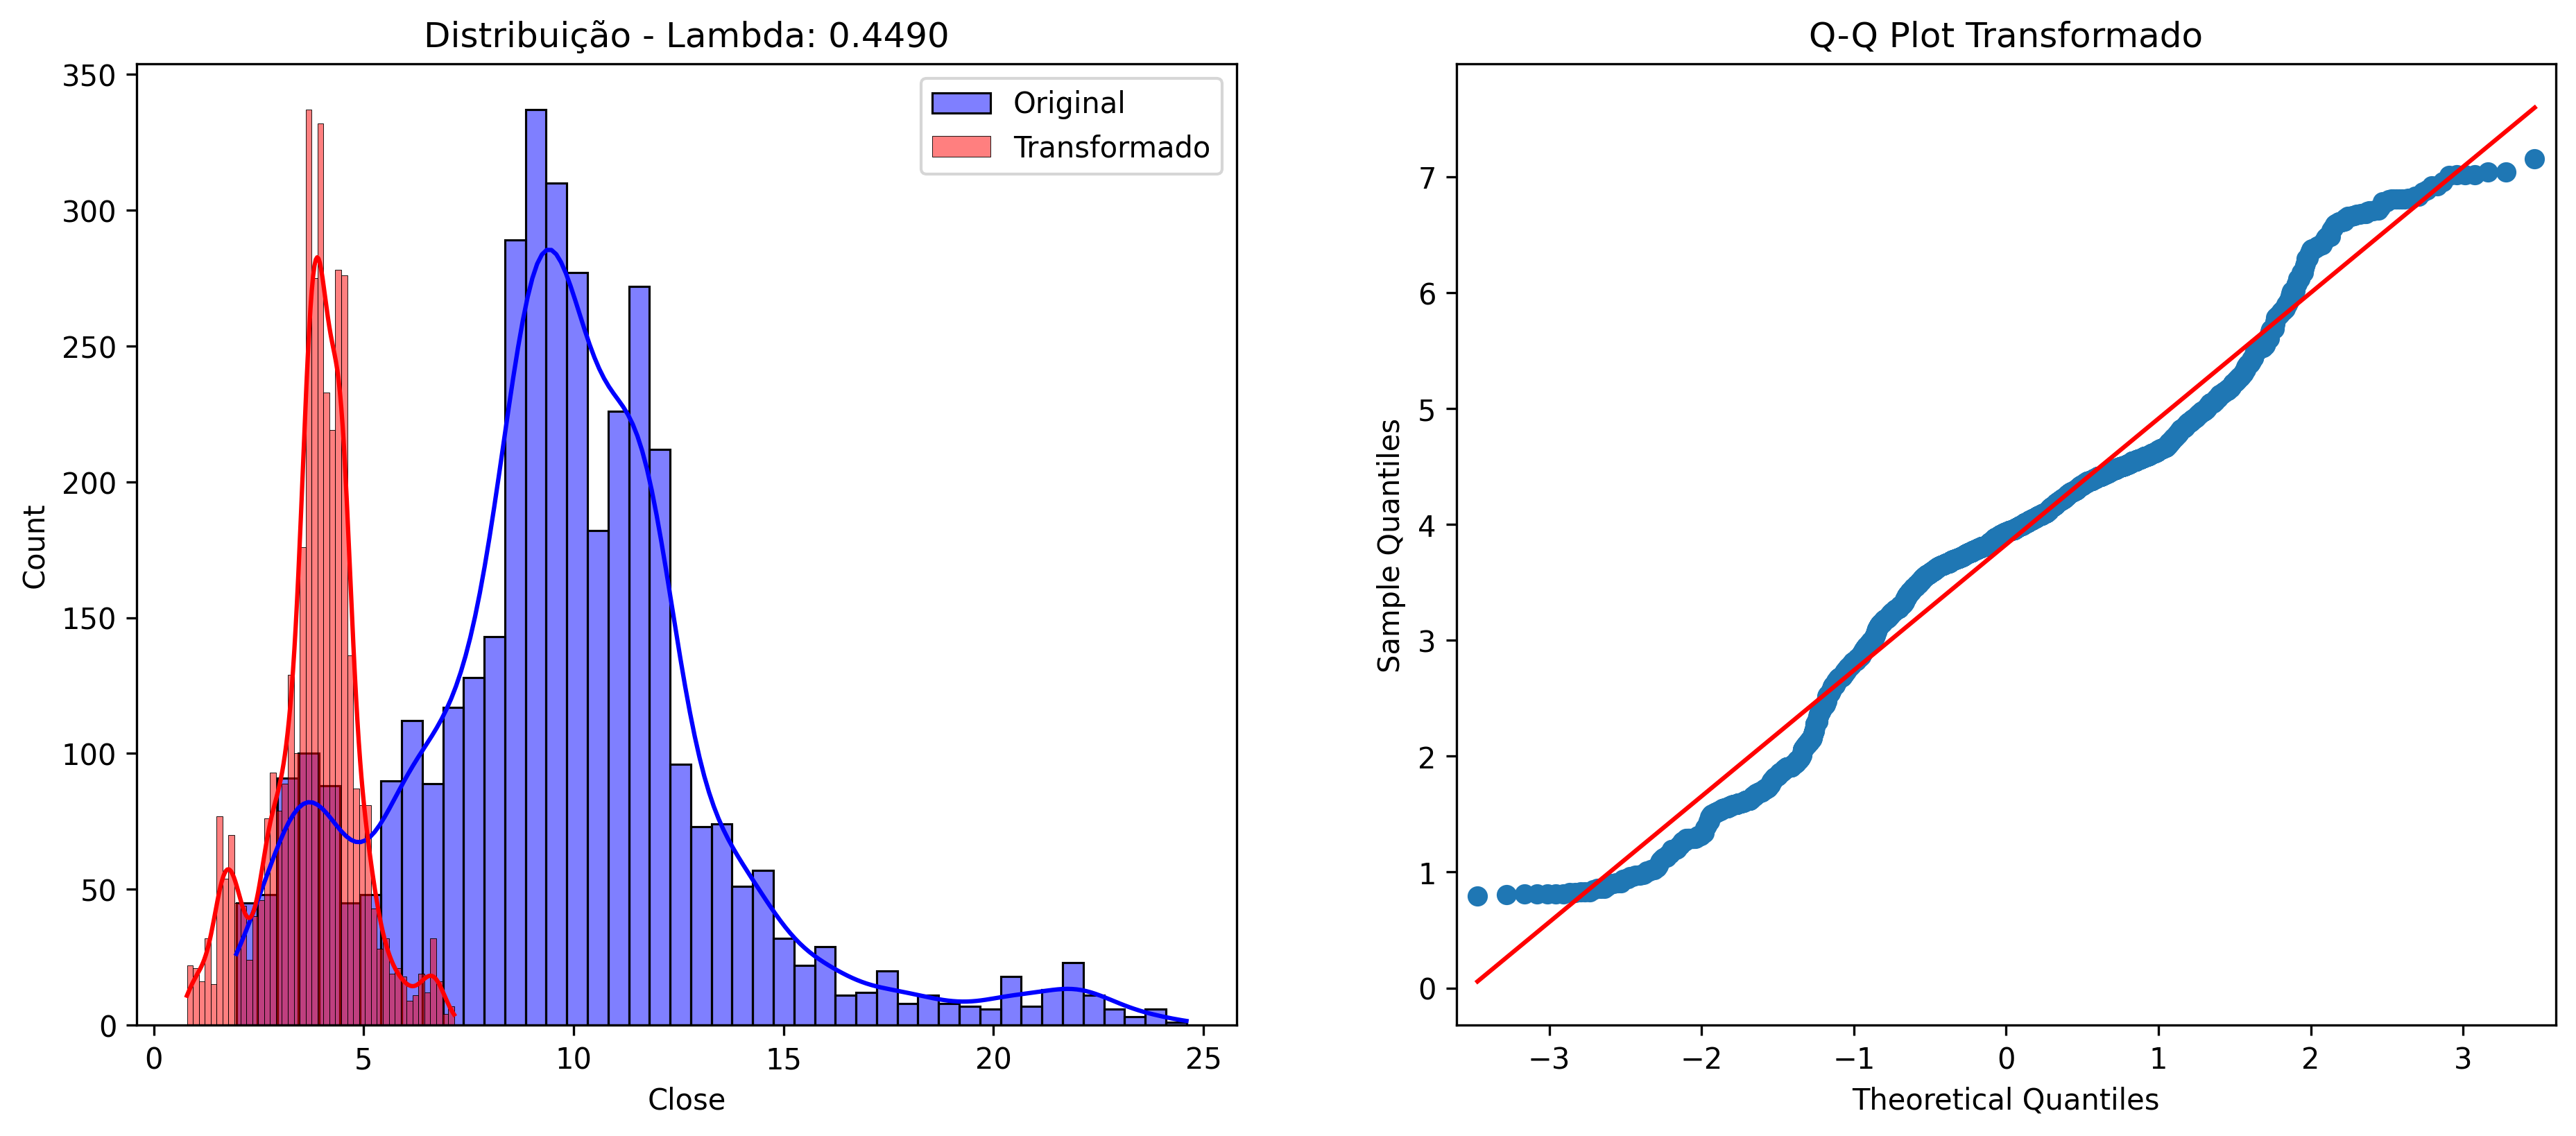 Distribuição - Lambda: 0.4490
350
300
250
200
150
100
50
0
Count
0 5 10 15 20 25
Close
Original
Transformado
Q-Q Plot Transformado
7
6
5
4
3
2
1
0
Sample Quantiles
−3 −2 −1 0 1 2 3
Theoretical Quantiles